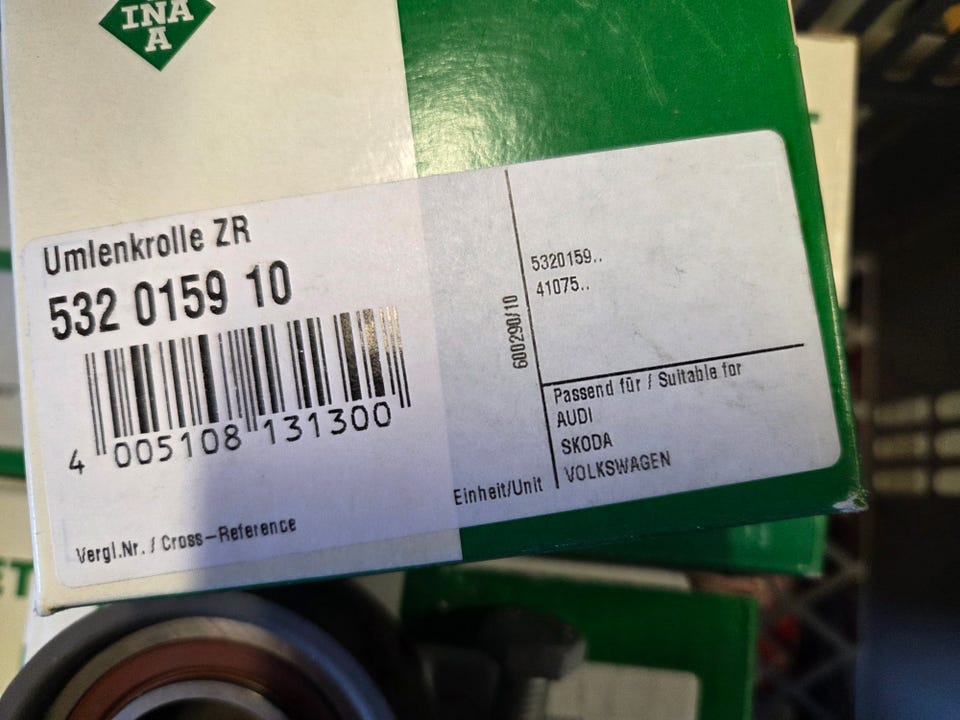 INA
A
Umlenkrolle ZR
532 0159 10
4 005108 131300
Vergl.Nr. / Cross-Reference
600290/10
Einheit/Unit
5320159..
41075..
Passend für / Suitable for
AUDI
SKODA
VOLKSWAGEN
ET